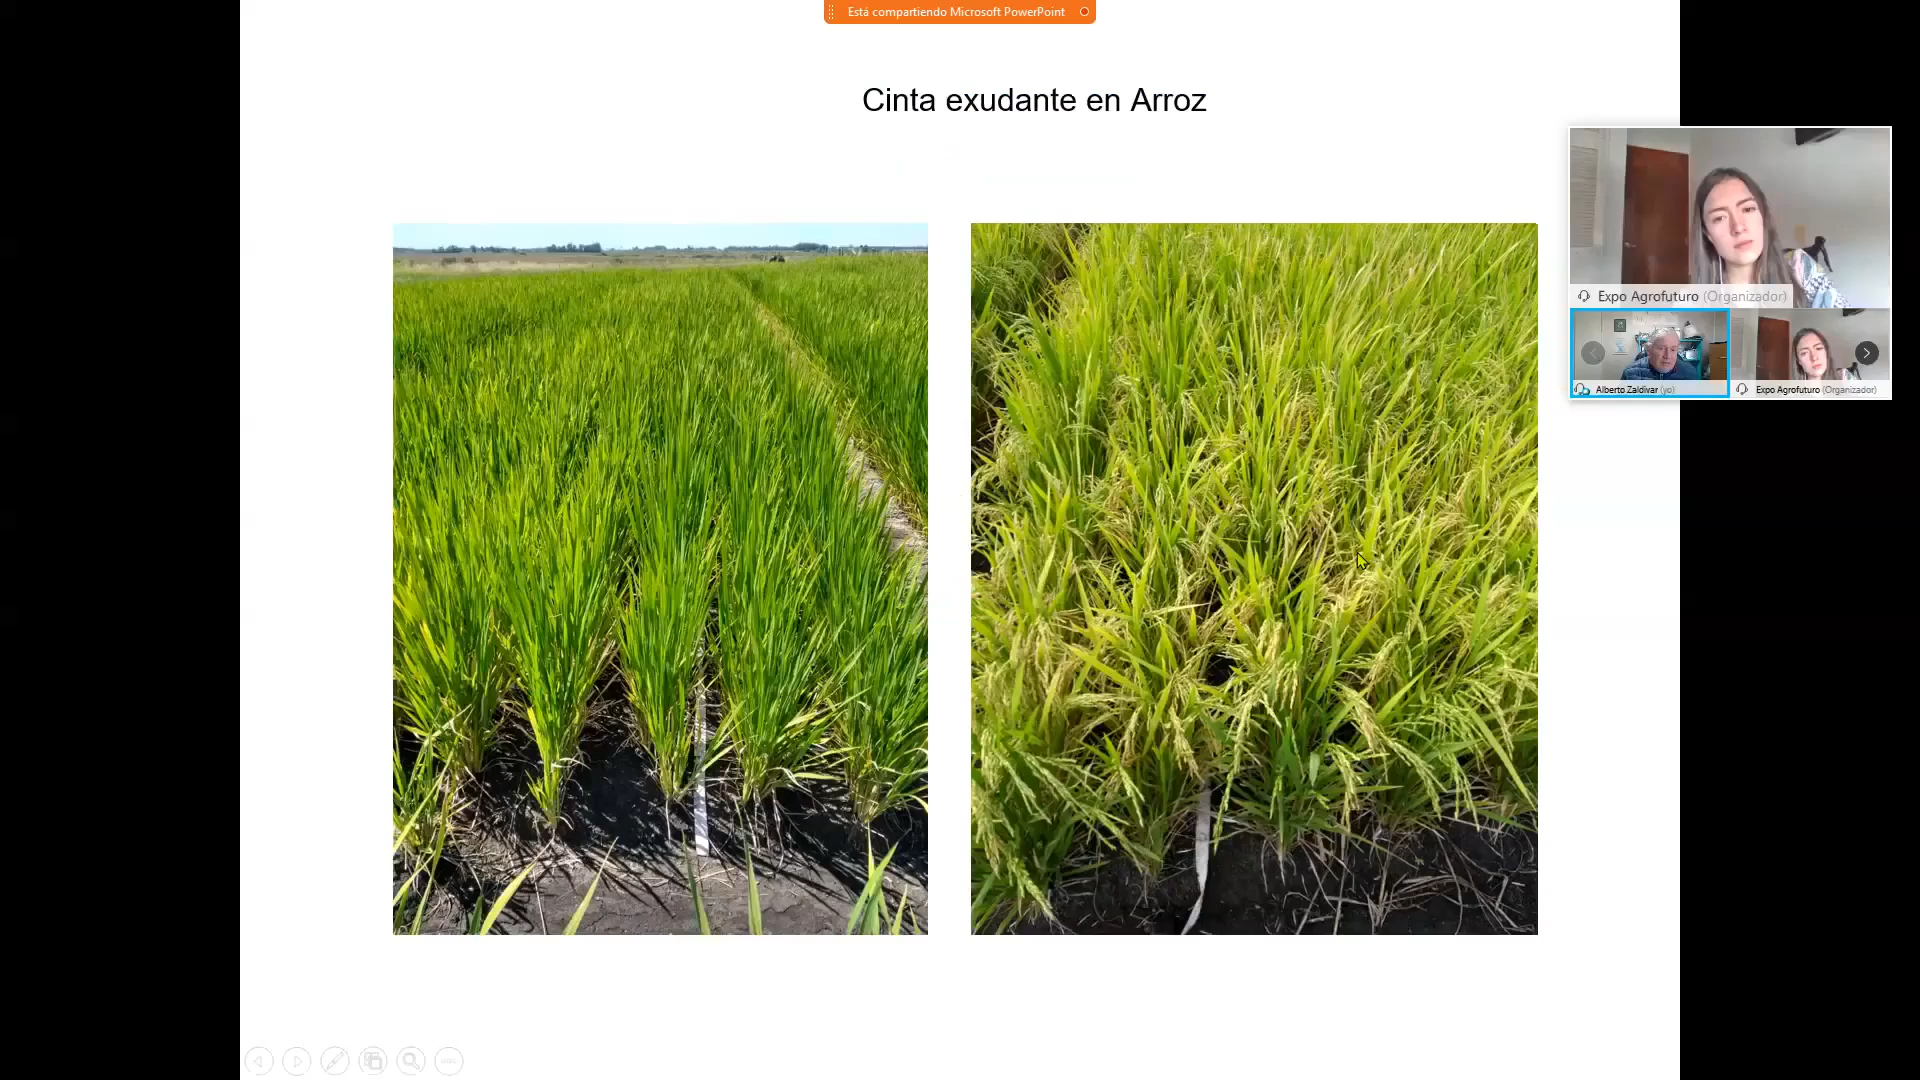 Está compartiendo Microsoft PowerPoint
Cinta exudante en Arroz
Expo Agrofuturo (Organizador)
Alberto Zaldivar (yo)
Expo Agrofuturo (Organizador)